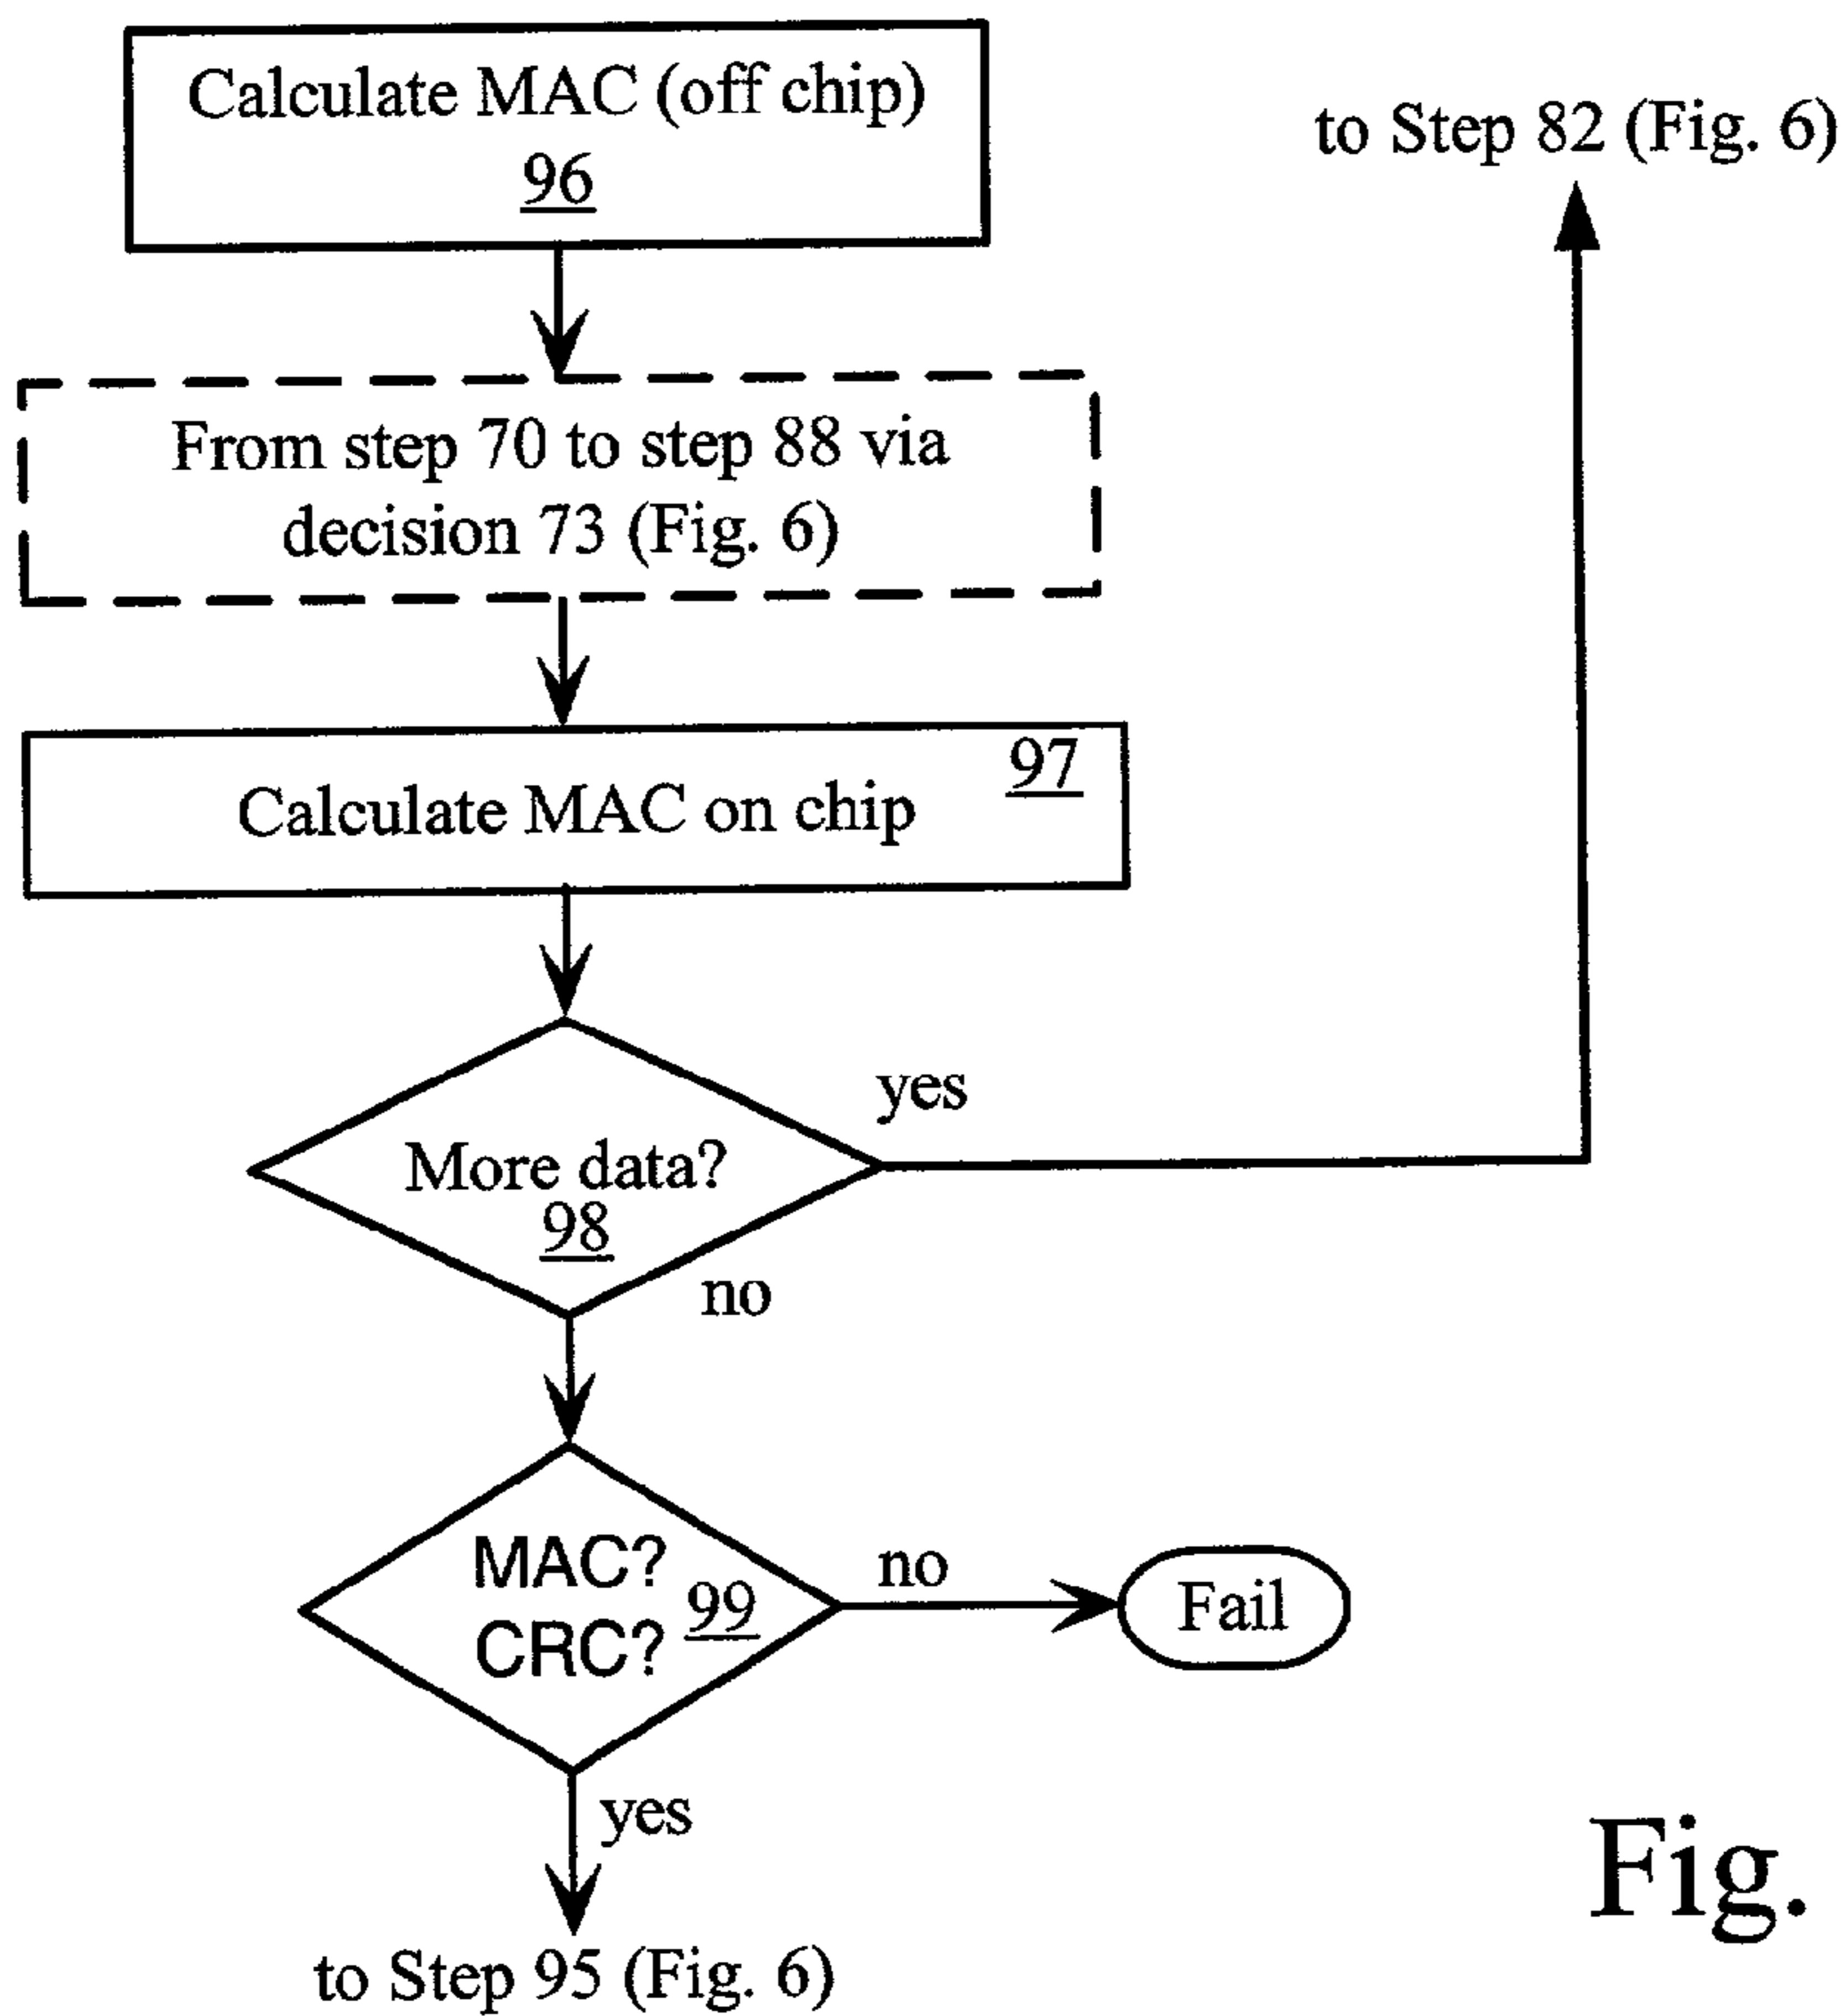 Calculate MAC (off chip)
96
to Step 82 (Fig. 6)
From step 70 to step 88 via
decision 73 (Fig. 6)
97
Calculate MAC on chip
yes
More data?
98
no
MAC?
CRC?
99
no
Fail
yes
to Step 95 (Fig. 6)
Fig.